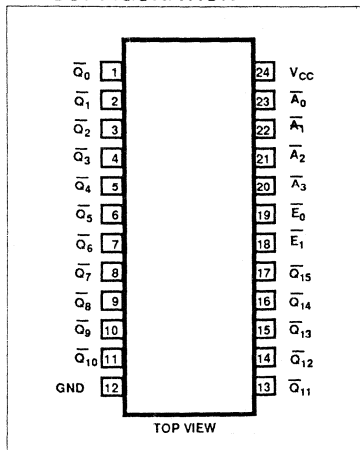 Q̅0 1 24 VCC
Q̅1 2 23 A̅0
Q̅2 3 22 A̅1
Q̅3 4 21 A̅2
Q̅4 5 20 A̅3
Q̅5 6 19 E̅0
Q̅6 7 18 E̅1
Q̅7 8 17 Q̅15
Q̅8 9 16 Q̅14
Q̅9 10 15 Q̅13
Q̅10 11 14 Q̅12
GND 12 13 Q̅11
TOP VIEW